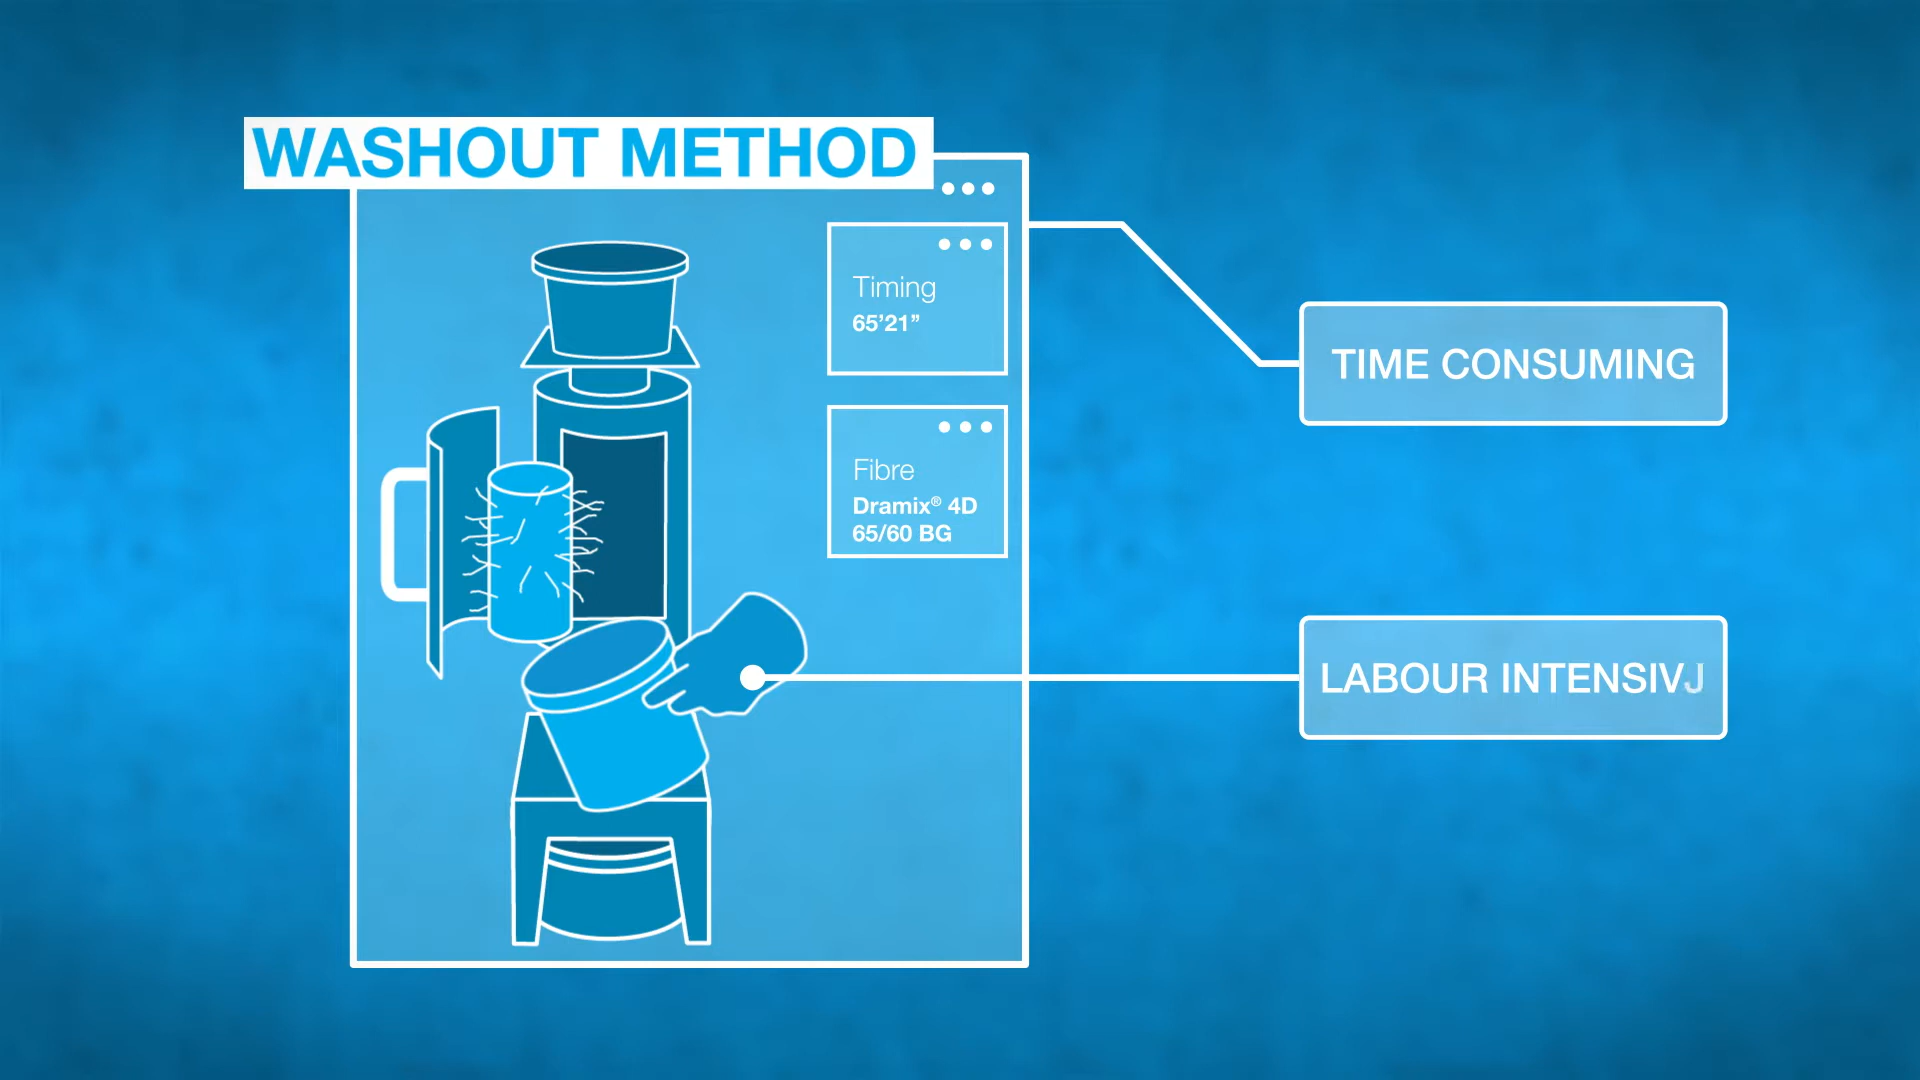 WASHOUT METHOD
Timing
65’21”
Fibre
Dramix® 4D
65/60 BG
TIME CONSUMING
LABOUR INTENSIVJ